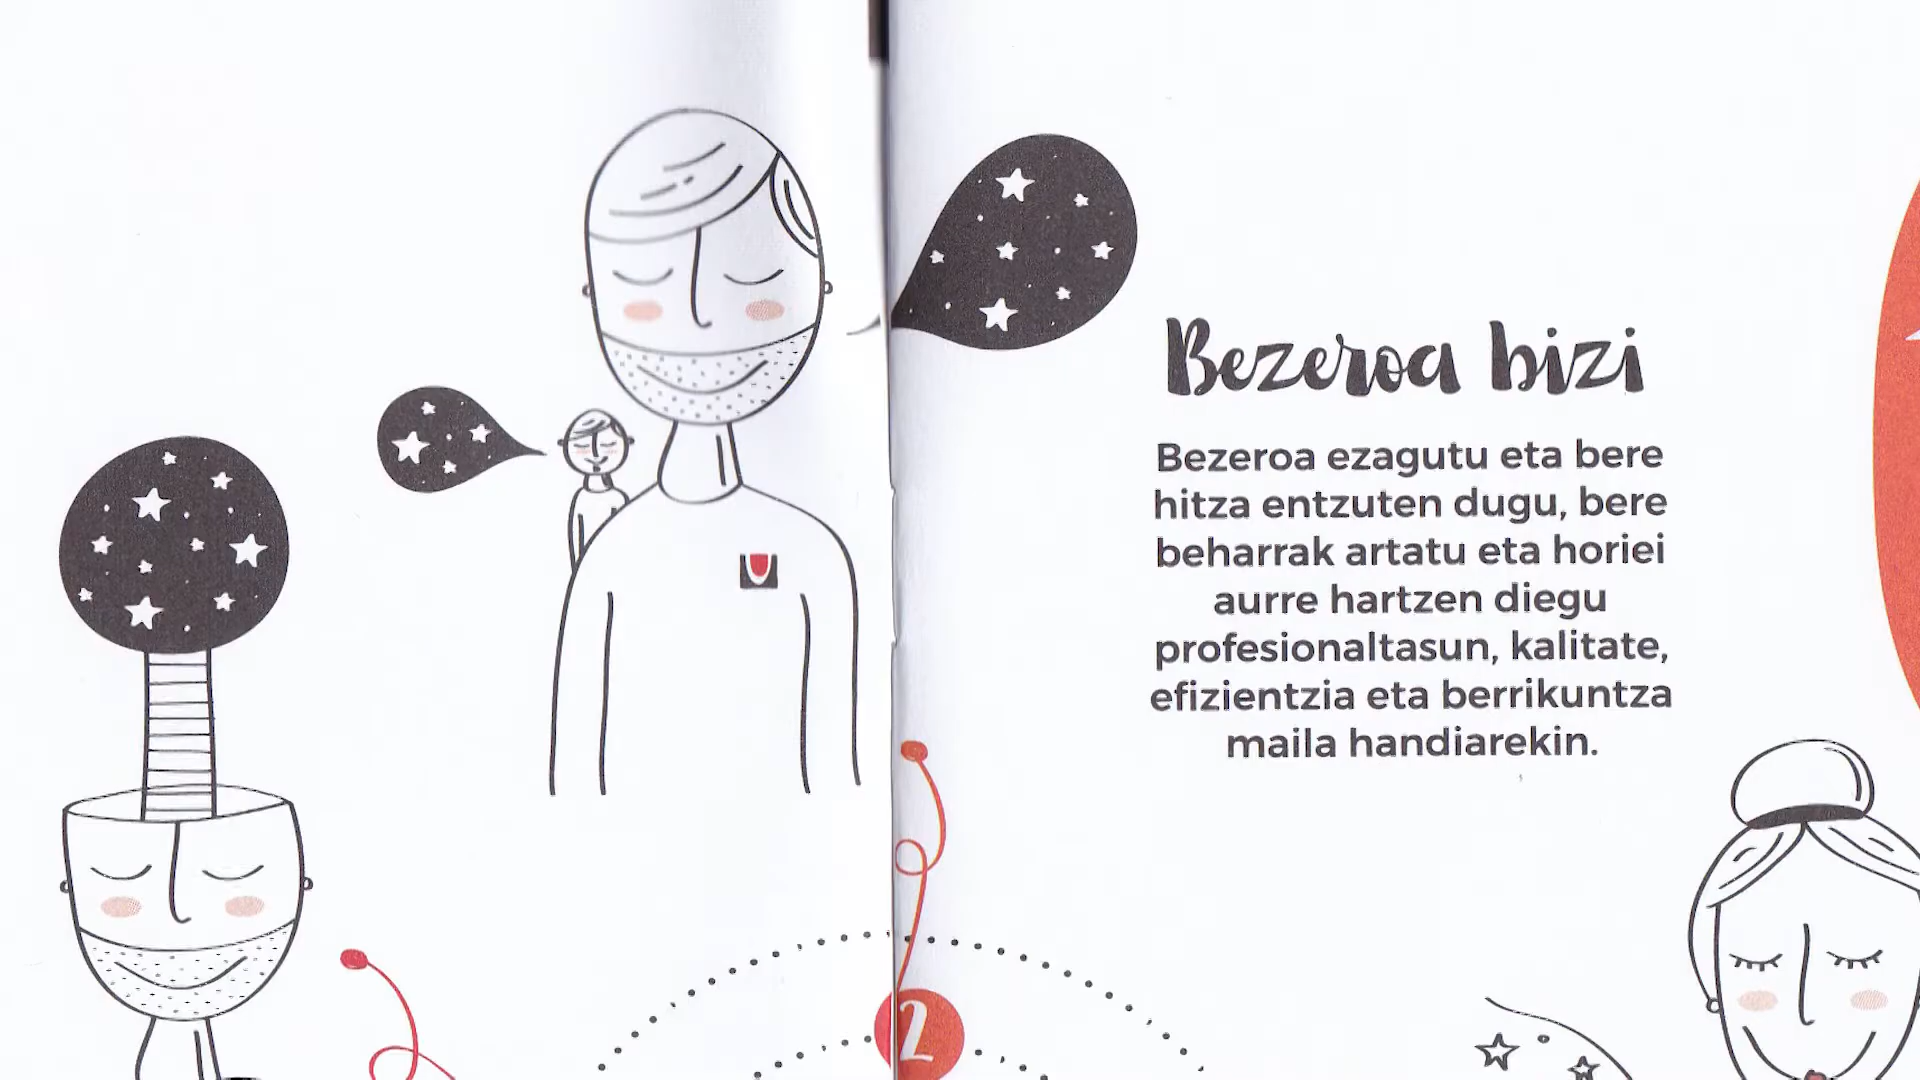 Bezeroa bizi
Bezeroa ezagutu eta bere
hitza entzuten dugu, bere
beharrak artatu eta horiei
aurre hartzen diegu
profesionaltasun, kalitate,
efizientzia eta berrikuntza
maila handiarekin.
2